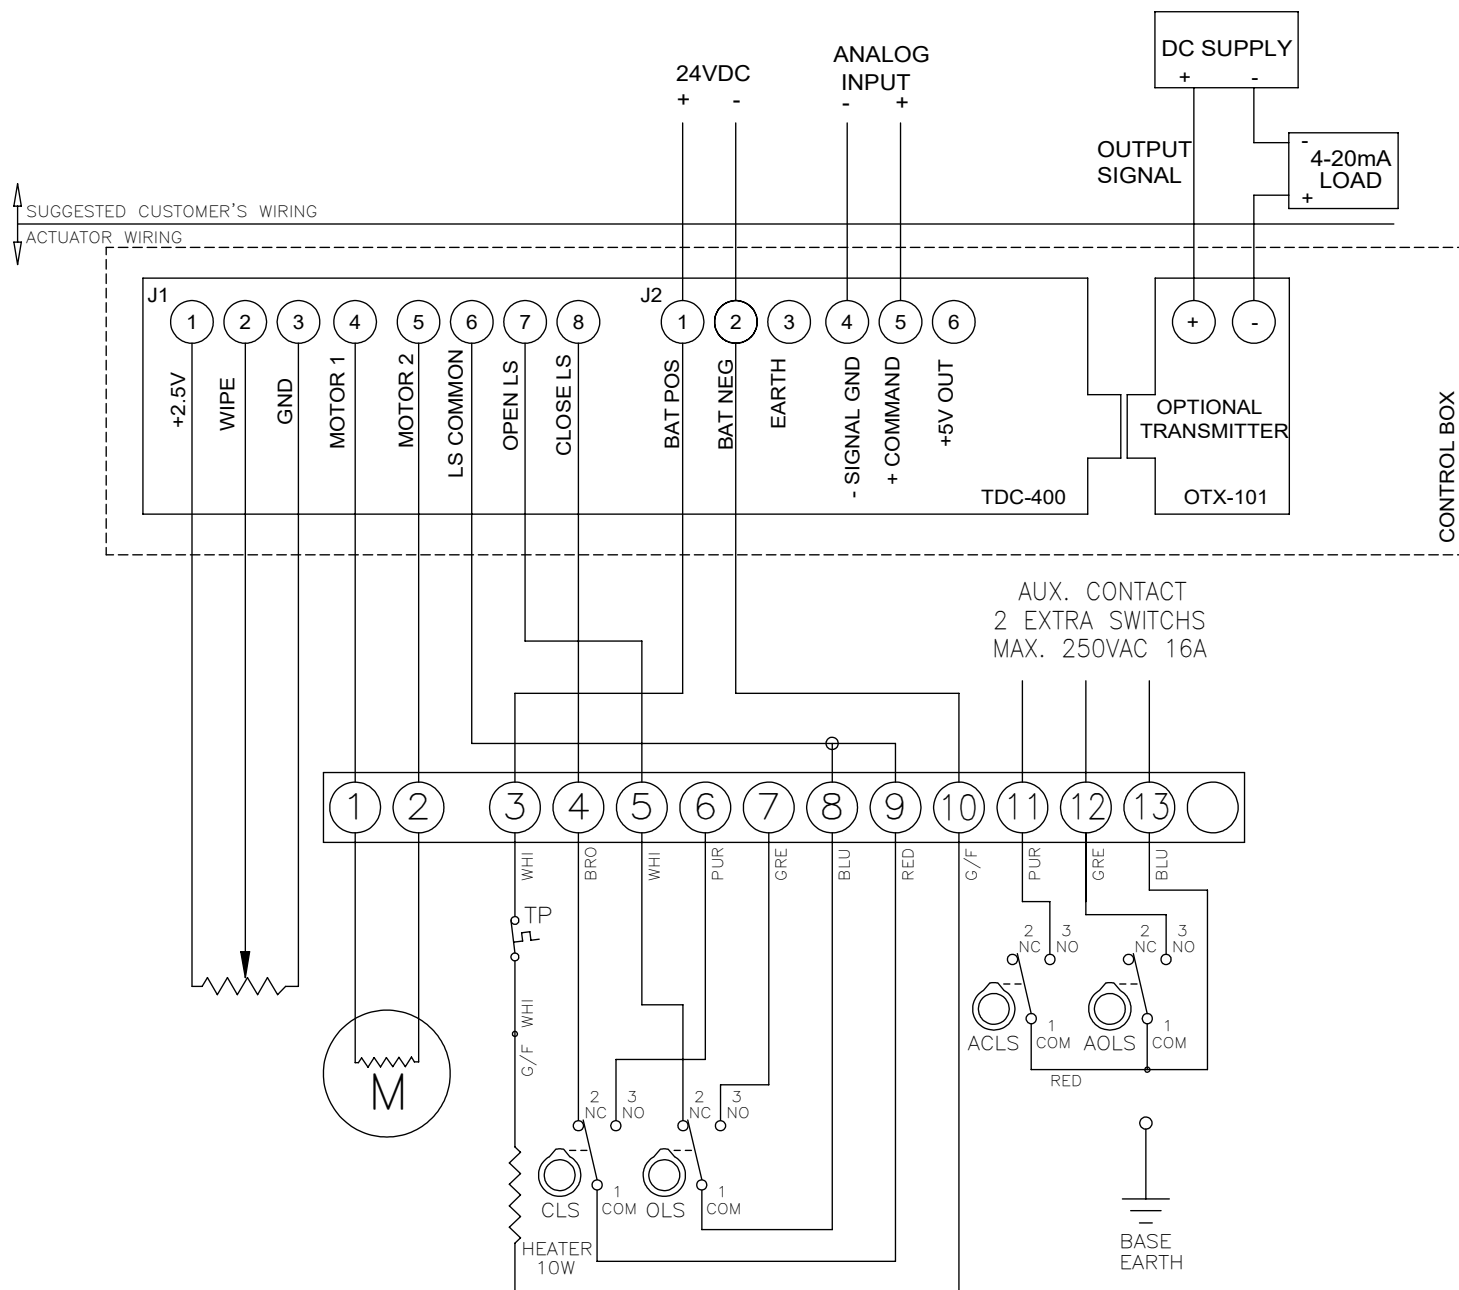 DC SUPPLY
+ -
24VDC
+ -
ANALOG
INPUT
- +
OUTPUT
SIGNAL
-
4-20mA
LOAD
+
SUGGESTED CUSTOMER'S WIRING
ACTUATOR WIRING
J1
1 2 3 4 5 6 7 8
J2
1 2 3 4 5 6
+ -
+2.5V
WIPE
GND
MOTOR 1
MOTOR 2
LS COMMON
OPEN LS
CLOSE LS
BAT POS
BAT NEG
EARTH
- SIGNAL GND
+ COMMAND
+5V OUT
TDC-400
OPTIONAL
TRANSMITTER
OTX-101
CONTROL BOX
AUX. CONTACT
2 EXTRA SWITCHS
MAX. 250VAC 16A
1 2 3 4 5 6 7 8 9 10 11 12 13
WHI
BRO
WHI
PUR
GRE
BLU
RED
G/F
PUR
GRE
BLU
TP
WHI
G/F
M
2
NC
3
NO
1
COM
ACLS
2
NC
3
NO
1
COM
AOLS
RED
2
NC
3
NO
1
COM
CLS
2
NC
3
NO
1
COM
OLS
HEATER
10W
BASE
EARTH